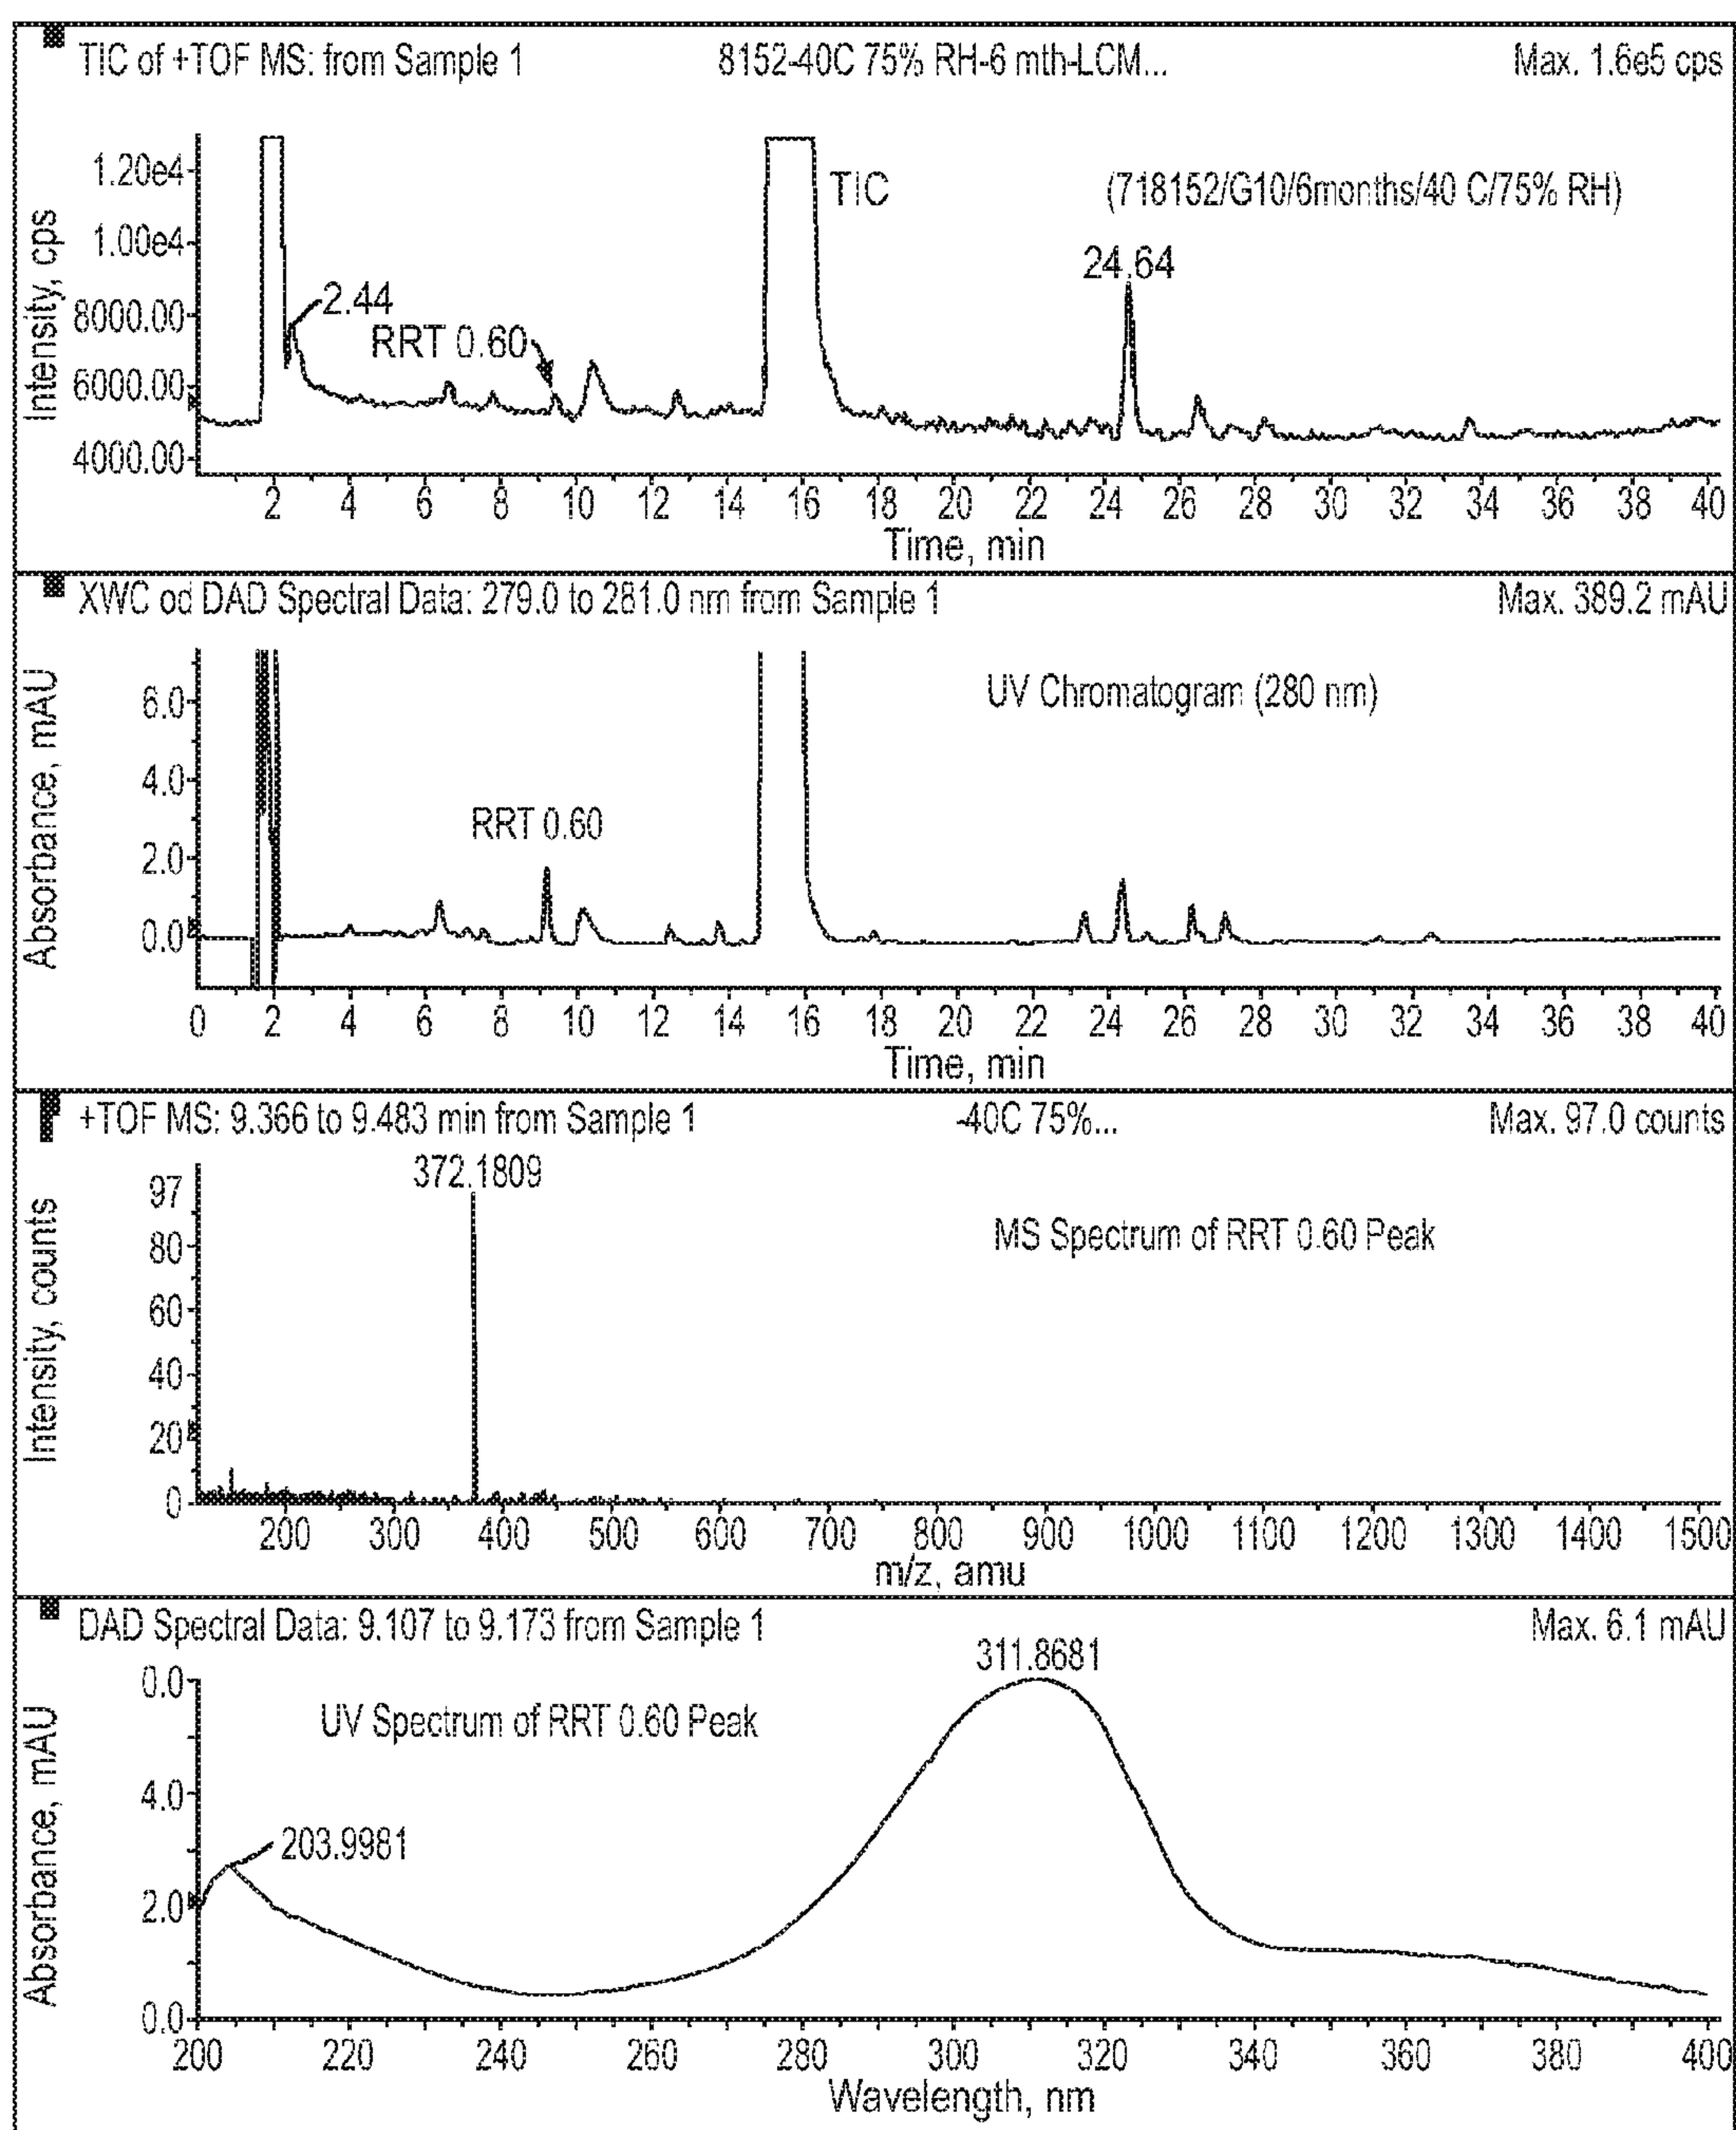 TIC of +TOF MS: from Sample 1 8152-40C 75% RH-6 mth-LCM... Max. 1.6e5 cps
Intensity, cps
1.20e4
1.00e4
8000.00
6000.00
4000.00
2.44
RRT 0.60
TIC
(718152/G10/6months/40 C/75% RH)
24.64
2 4 6 8 10 12 14 16 18 20 22 24 26 28 30 32 34 36 38 40
Time, min
XWC od DAD Spectral Data: 279.0 to 281.0 nm from Sample 1 Max. 389.2 mAU
Absorbance, mAU
6.0
4.0
2.0
0.0
RRT 0.60
UV Chromatogram (280 nm)
0 2 4 6 8 10 12 14 16 18 20 22 24 26 28 30 32 34 36 38 40
Time, min
+TOF MS: 9.366 to 9.483 min from Sample 1 -40C 75%... Max. 97.0 counts
Intensity, counts
97
80
60
40
20
0
372.1809
MS Spectrum of RRT 0.60 Peak
200 300 400 500 600 700 800 900 1000 1100 1200 1300 1400 1500
m/z, amu
DAD Spectral Data: 9.107 to 9.173 from Sample 1 Max. 6.1 mAU
Absorbance, mAU
0.0
4.0
2.0
0.0
UV Spectrum of RRT 0.60 Peak
311.8681
203.9981
200 220 240 260 280 300 320 340 360 380 400
Wavelength, nm